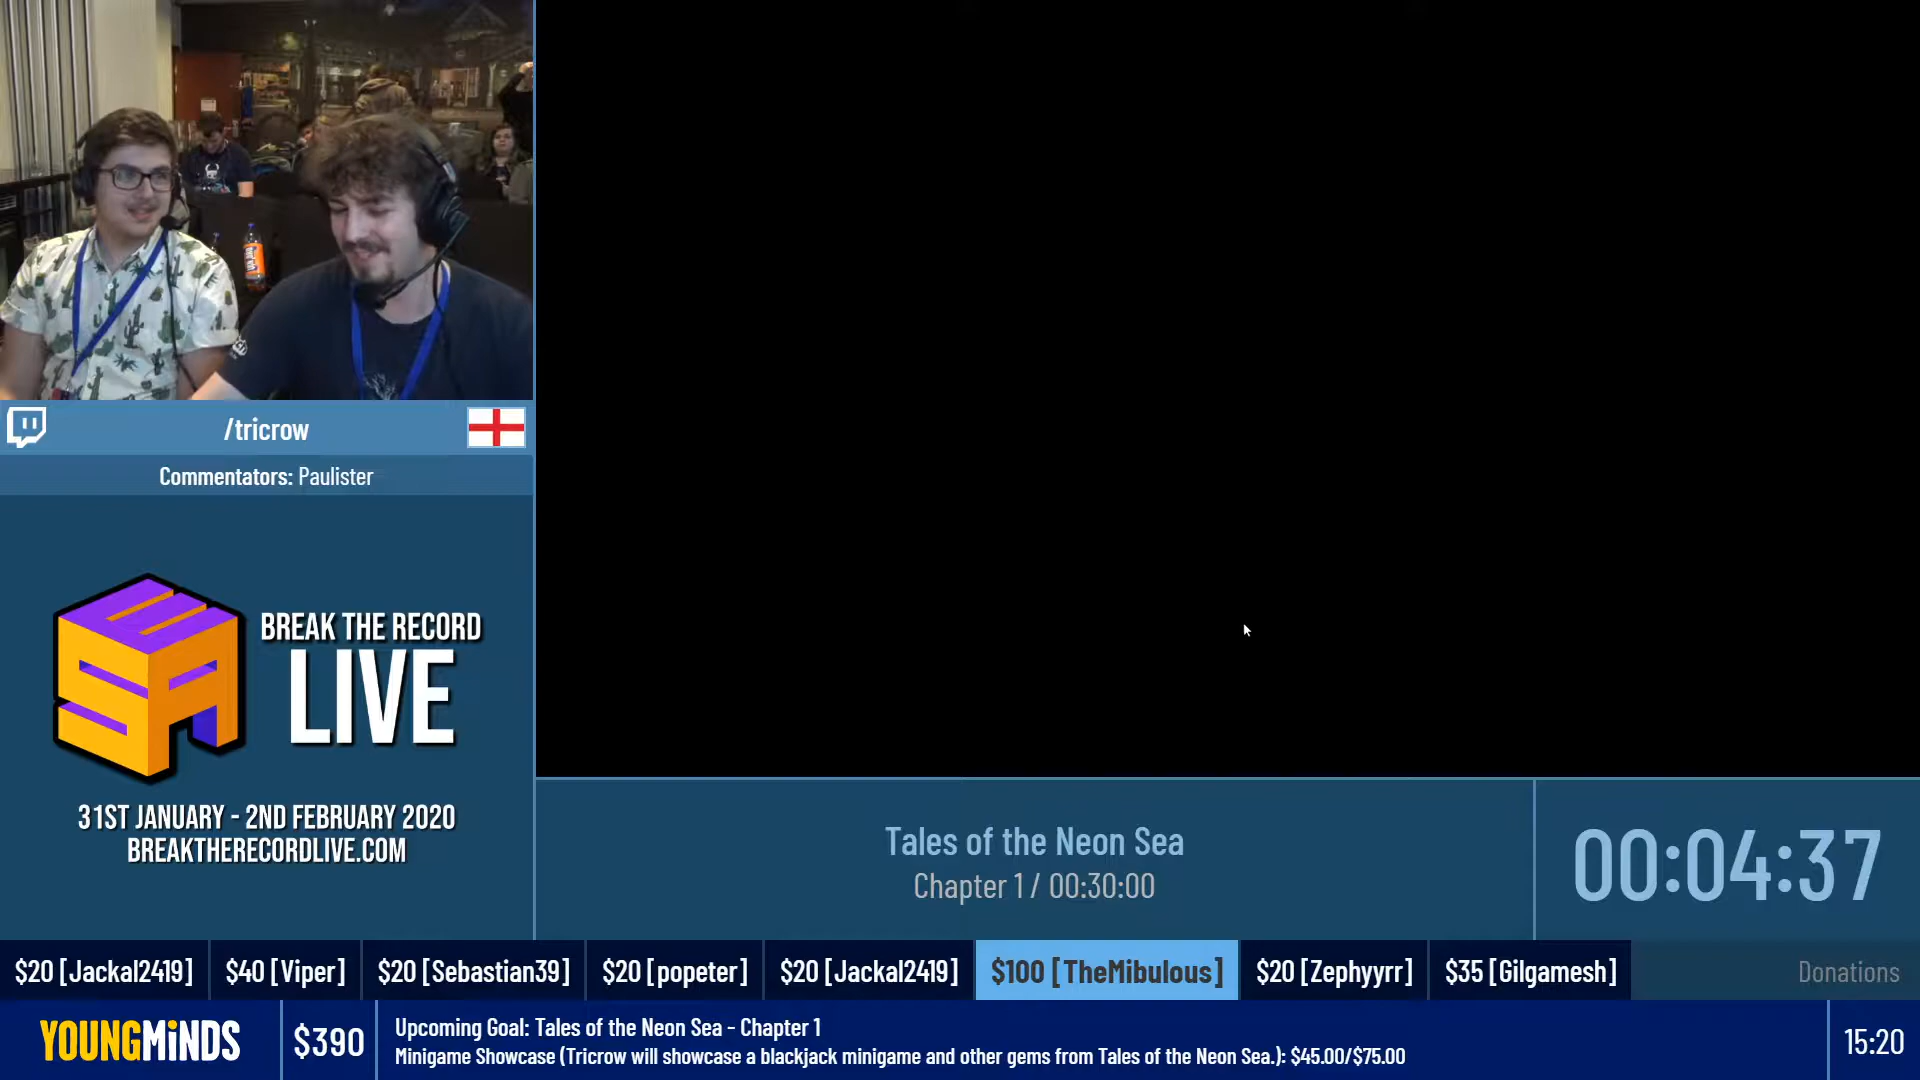 /tricrow
Commentators: Paulister
ESA
BREAK THE RECORD
LIVE
31ST JANUARY - 2ND FEBRUARY 2020
BREAKTHERECORDLIVE.COM
Tales of the Neon Sea
Chapter 1 / 00:30:00
00:04:37
$20 [Jackal2419] $40 [Viper] $20 [Sebastian39] $20 [popeter] $20 [Jackal2419] $100 [TheMibulous] $20 [Zephyyrr] $35 [Gilgamesh] Donations
YOUNGMiNDS $390
Upcoming Goal: Tales of the Neon Sea - Chapter 1
Minigame Showcase (Tricrow will showcase a blackjack minigame and other gems from Tales of the Neon Sea.): $45.00/$75.00
15:20